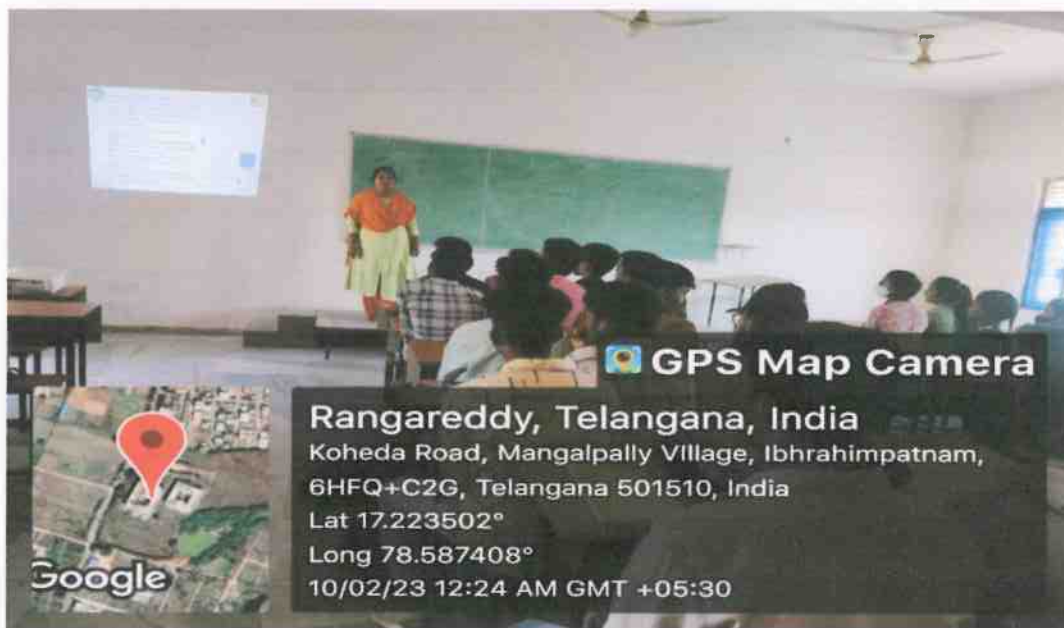 GPS Map Camera
Rangareddy, Telangana, India
Koheda Road, Mangalpally VIllage, Ibhrahimpatnam,
6HFQ+C2G, Telangana 501510, India
Lat 17.223502°
Long 78.587408°
10/02/23 12:24 AM GMT +05:30
Google